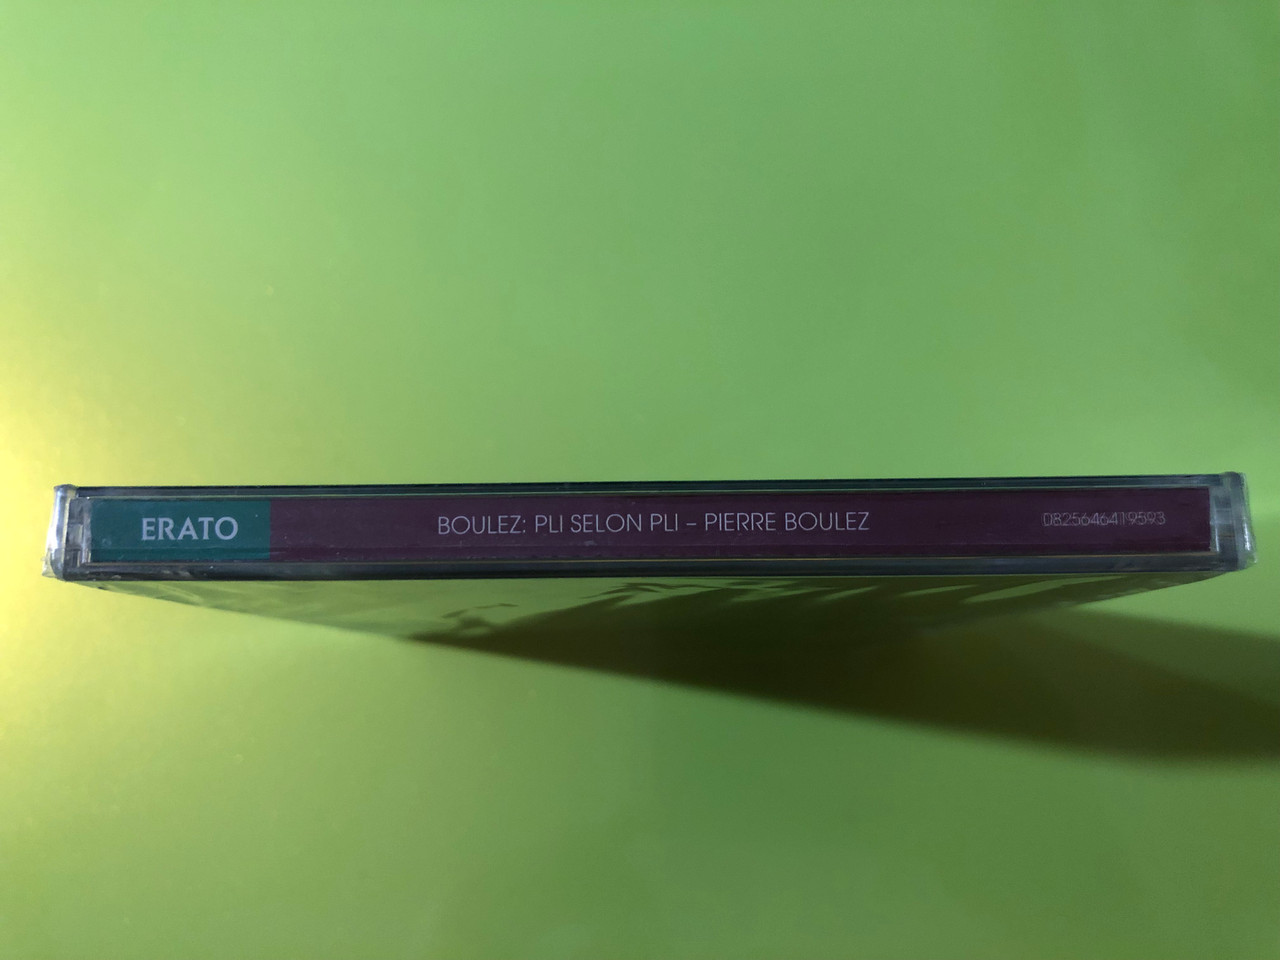 ERATO
BOULEZ: PLI SELON PLI – PIERRE BOULEZ
0825646419593